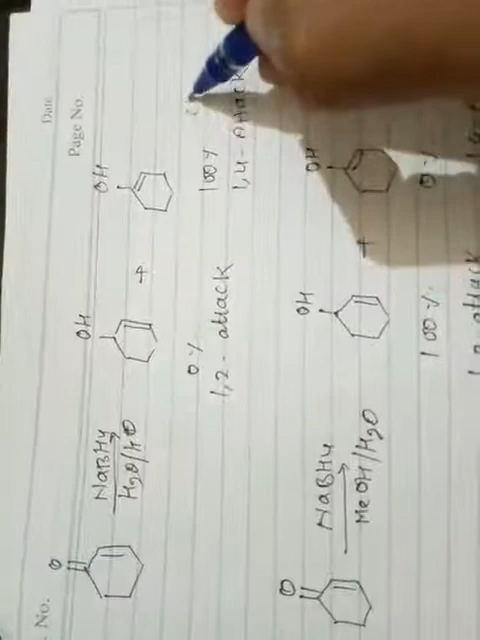 Date
Page No.
No.
O
NaBH4
H2O/
OH
+
OH
0 %
1,2 - attack
100 %
1,4 - Attack
O
NaBH4
MeOH/H2O
OH
+
OH
100 %
0 %